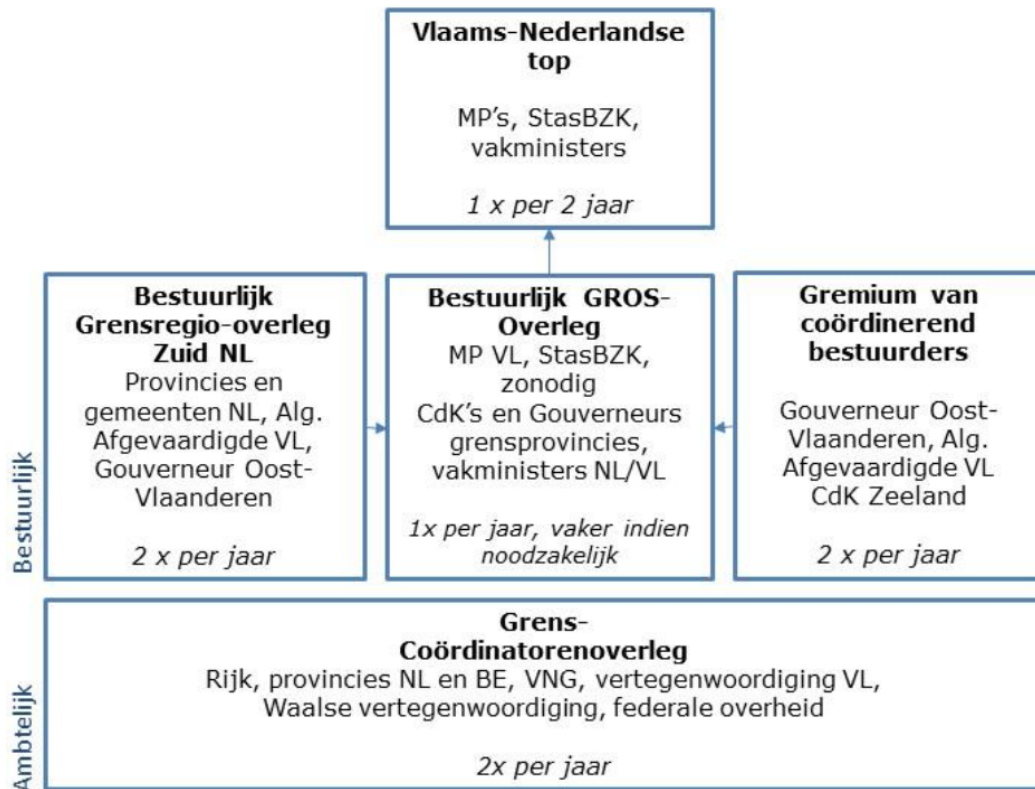 Vlaams-Nederlandse
top
MP's, StasBZK,
vakministers
1 x per 2 jaar
Bestuurlijk
Bestuurlijk
Grensregio-overleg
Zuid NL
Provincies en
gemeenten NL, Alg.
Afgevaardigde VL,
Gouverneur Oost-
Vlaanderen
2 x per jaar
Bestuurlijk GROS-
Overleg
MP VL, StasBZK,
zonodig
CdK's en Gouverneurs
grensprovincies,
vakministers NL/VL
1x per jaar, vaker indien
noodzakelijk
Gremium van
coördinerend
bestuurders
Gouverneur Oost-
Vlaanderen, Alg.
Afgevaardigde VL
CdK Zeeland
2 x per jaar
Ambtelijk
Grens-
Coördinatorenoverleg
Rijk, provincies NL en BE, VNG, vertegenwoordiging VL,
Waalse vertegenwoordiging, federale overheid
2x per jaar